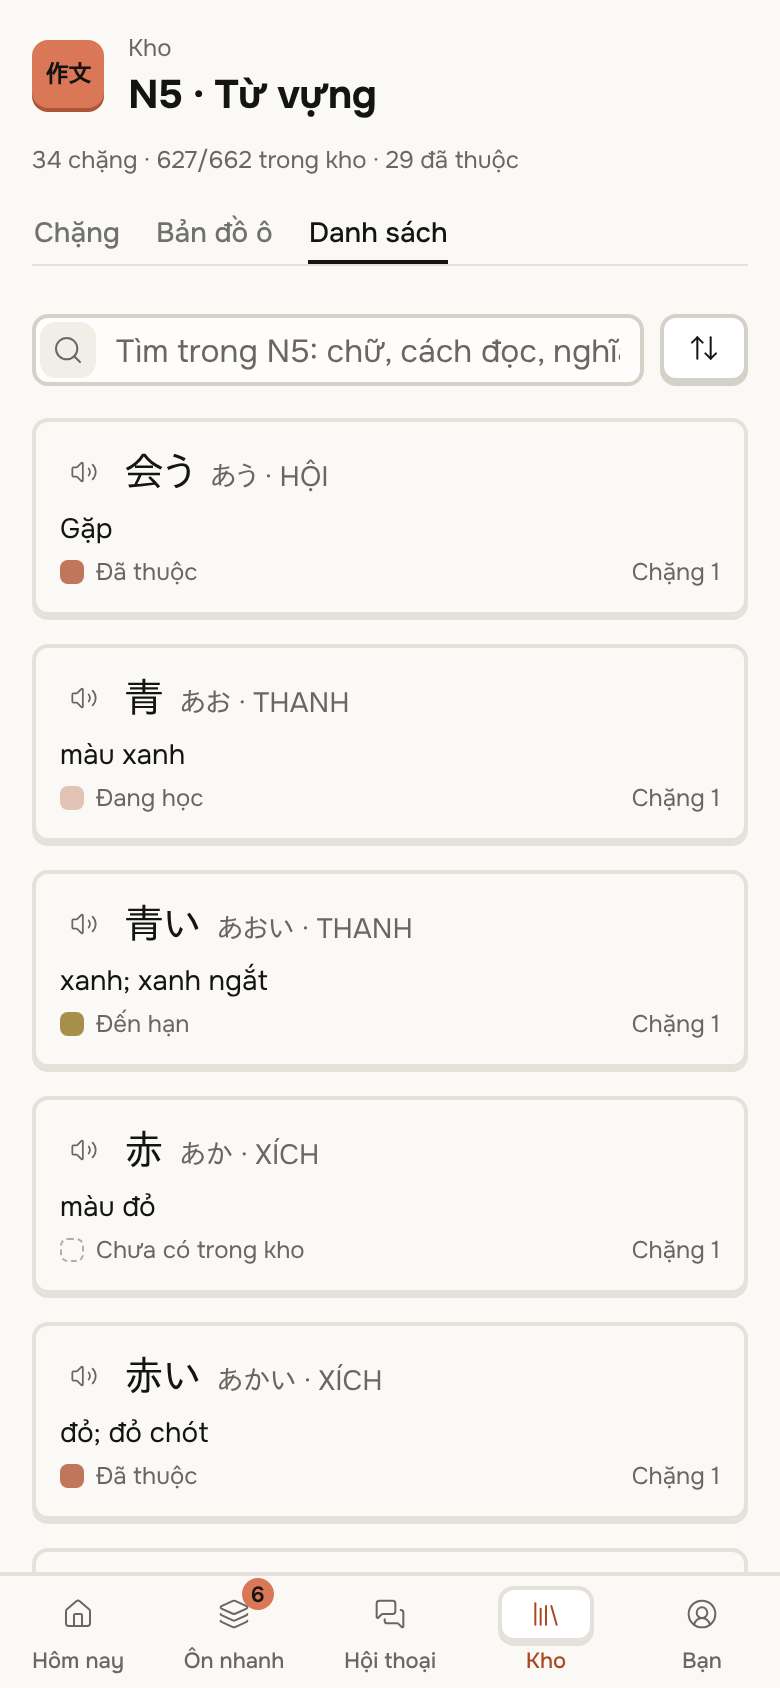 作文
Kho
N5 · Từ vựng
34 chặng · 627/662 trong kho · 29 đã thuộc
Chặng Bản đồ ô Danh sách
Tìm trong N5: chữ, cách đọc, nghĩa
会う あう · HỘI
Gặp
Đã thuộc Chặng 1
青 あお · THANH
màu xanh
Đang học Chặng 1
青い あおい · THANH
xanh; xanh ngắt
Đến hạn Chặng 1
赤 あか · XÍCH
màu đỏ
Chưa có trong kho Chặng 1
赤い あかい · XÍCH
đỏ; đỏ chót
Đã thuộc Chặng 1
6
Hôm nay Ôn nhanh Hội thoại Kho Bạn